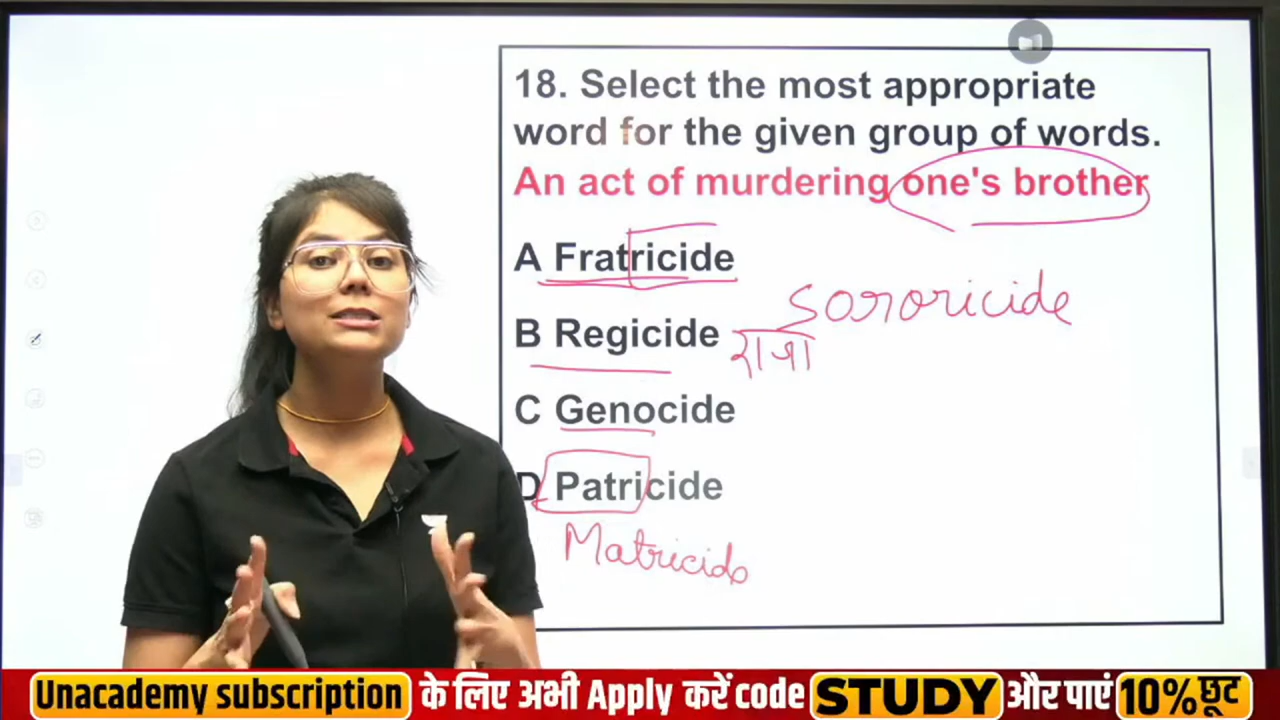 18. Select the most appropriate
word for the given group of words.
An act of murdering one's brother
A Fratricide
Sororicide
B Regicide
राजा
C Genocide
D Patricide
Matricide
Unacademy subscription के लिए अभी Apply करें code STUDY और पाएं 10% छूट